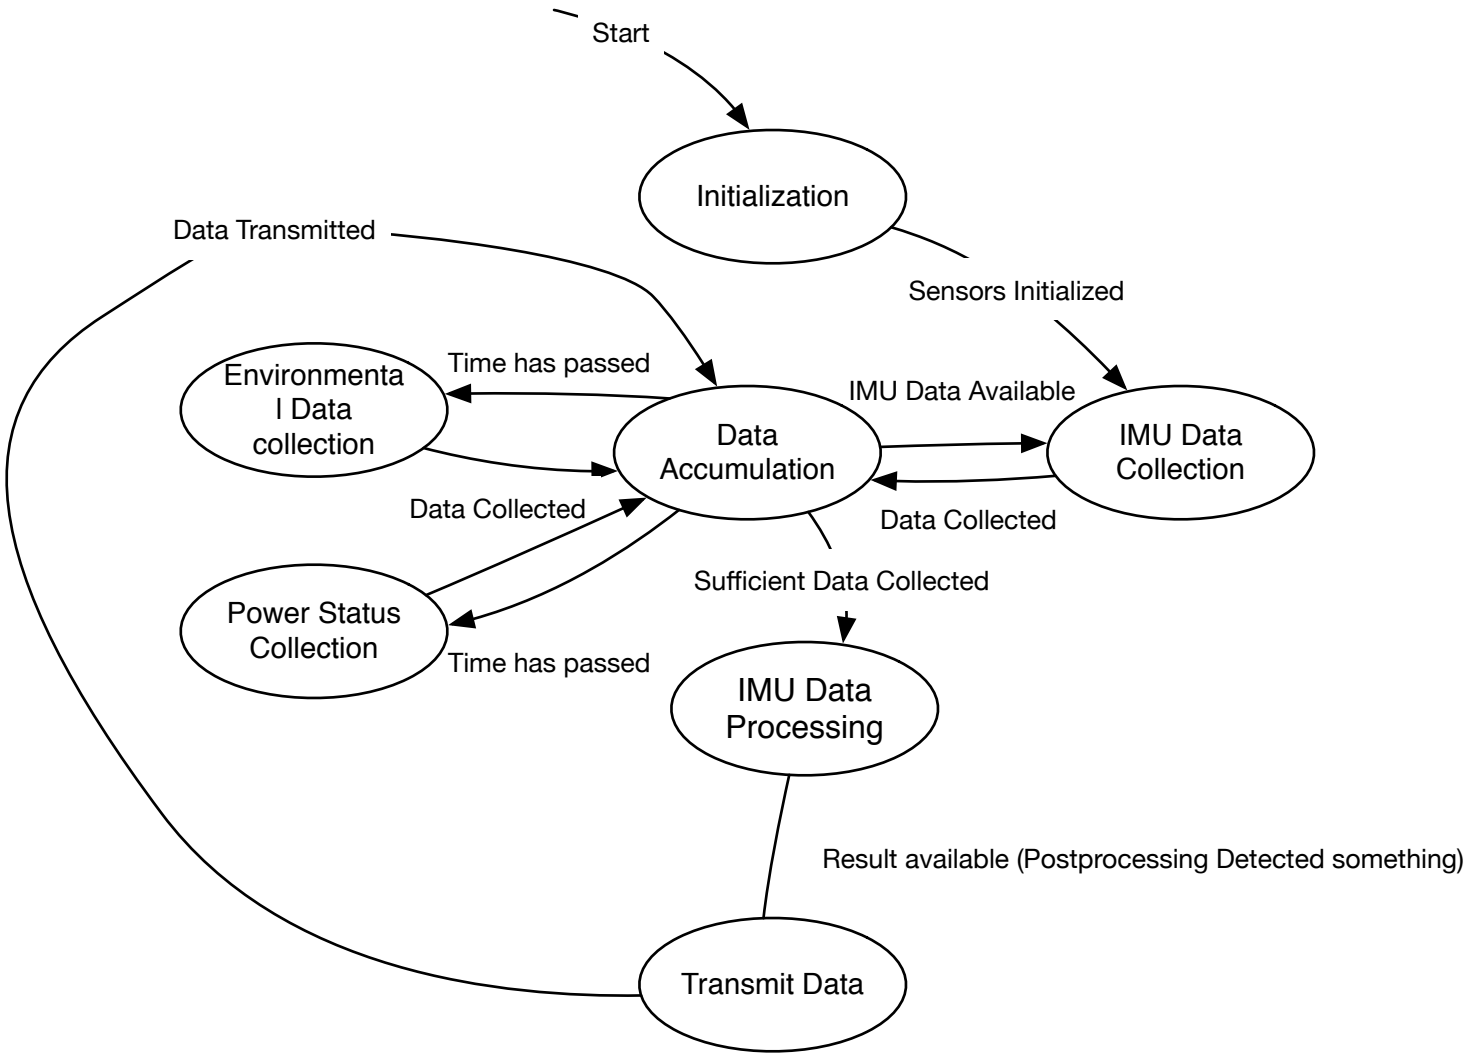 Start
Initialization
Data Transmitted
Sensors Initialized
Time has passed
Environmenta
l Data
collection
IMU Data Available
Data
Accumulation
IMU Data
Collection
Data Collected
Data Collected
Sufficient Data Collected
Power Status
Collection
Time has passed
IMU Data
Processing
Result available (Postprocessing Detected something)
Transmit Data